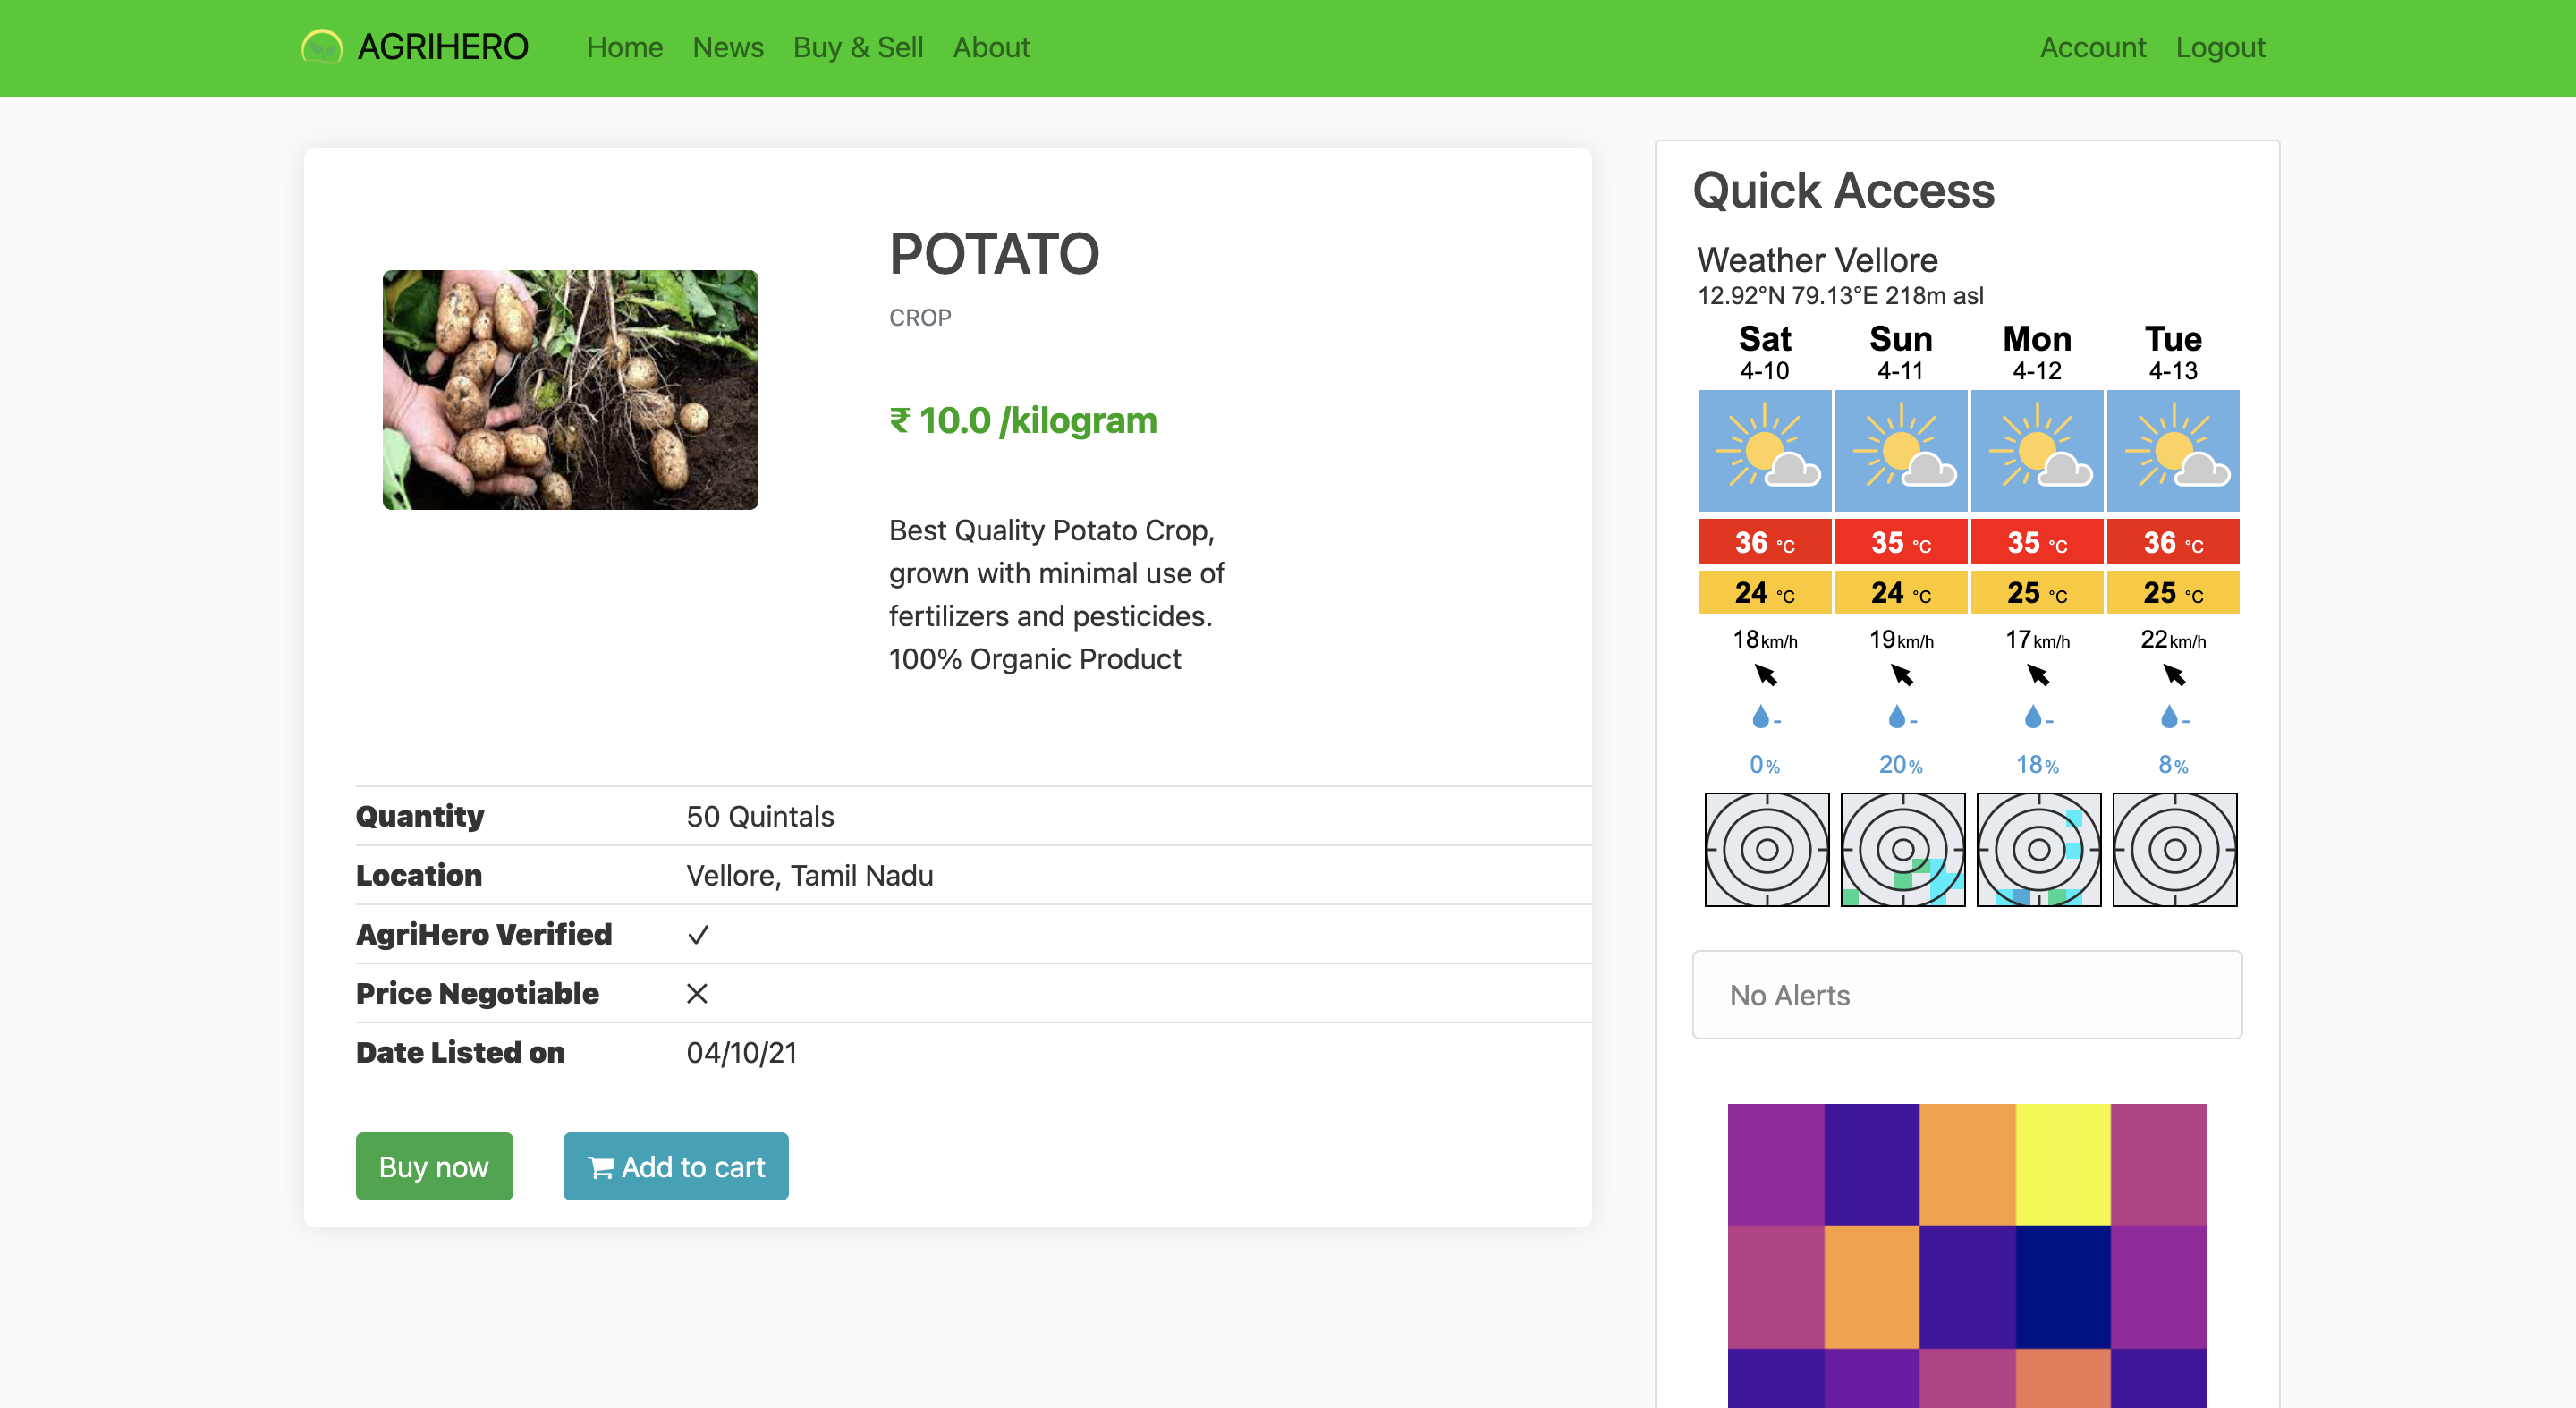 AGRIHERO Home News Buy & Sell About Account Logout
POTATO
CROP
₹ 10.0 /kilogram
Best Quality Potato Crop,
grown with minimal use of
fertilizers and pesticides.
100% Organic Product
Quantity 50 Quintals
Location Vellore, Tamil Nadu
AgriHero Verified ✓
Price Negotiable ✕
Date Listed on 04/10/21
Buy now Add to cart
Quick Access
Weather Vellore
12.92°N 79.13°E 218m asl
Sat Sun Mon Tue
4-10 4-11 4-12 4-13
36 °C 35 °C 35 °C 36 °C
24 °C 24 °C 25 °C 25 °C
18 km/h 19 km/h 17 km/h 22 km/h
- - - -
0% 20% 18% 8%
No Alerts